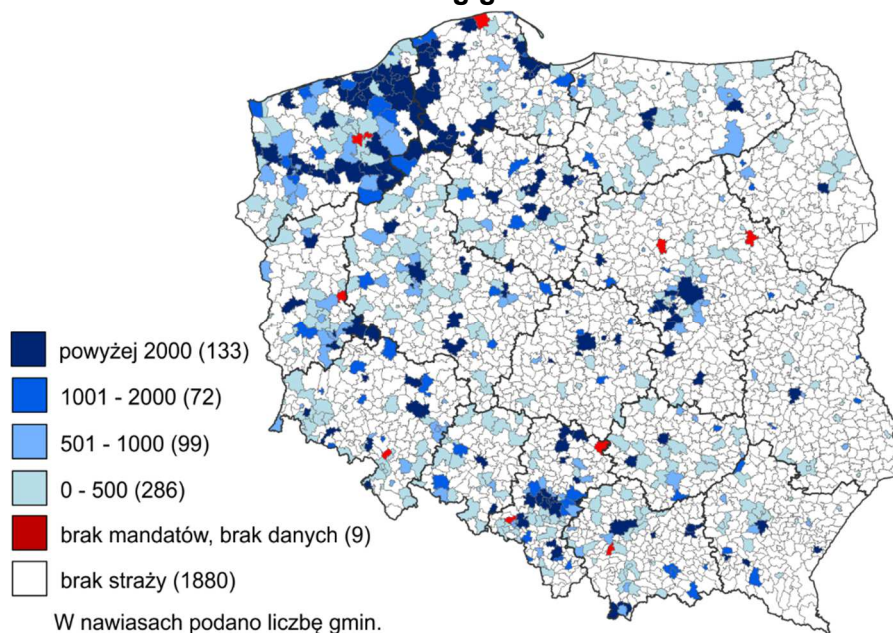 powyżej 2000 (133)
1001 - 2000 (72)
501 - 1000 (99)
0 - 500 (286)
brak mandatów, brak danych (9)
brak straży (1880)
W nawiasach podano liczbę gmin.